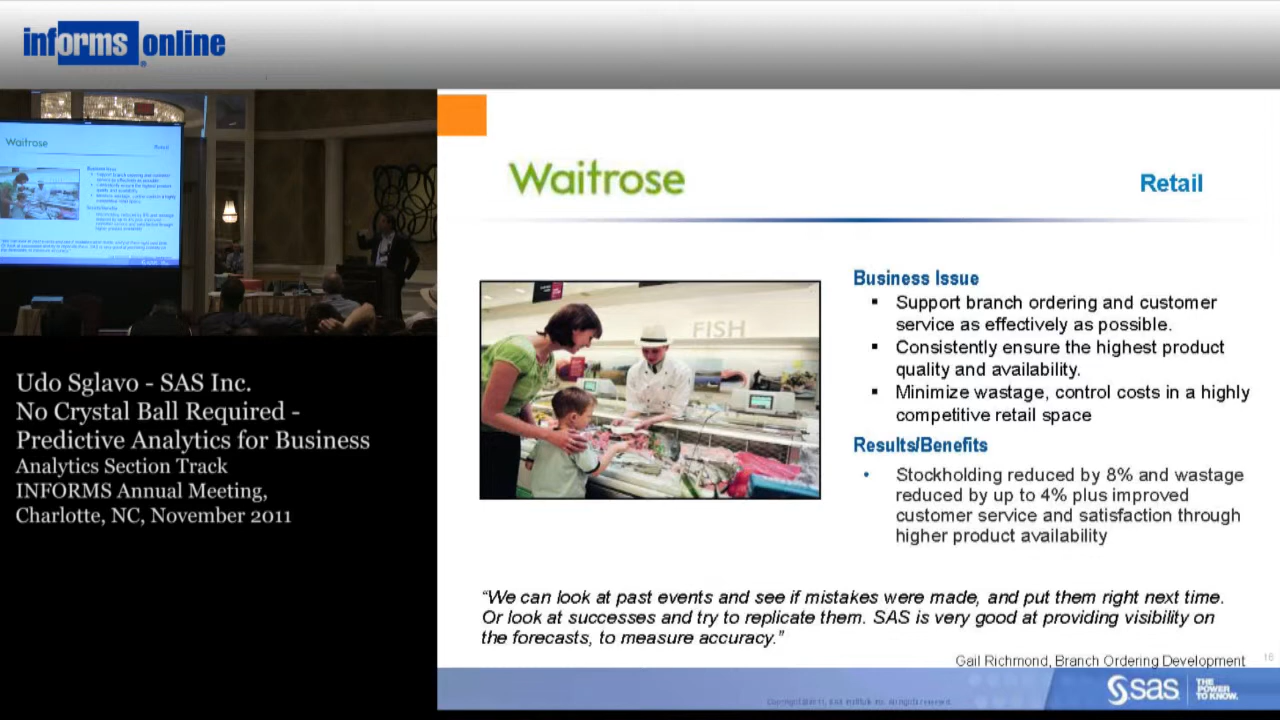 informs online
Waitrose
Retail
Business Issue
▪ Support branch ordering and customer
service as effectively as possible.
▪ Consistently ensure the highest product
quality and availability.
▪ Minimize wastage, control costs in a highly
competitive retail space
Results/Benefits
• Stockholding reduced by 8% and wastage
reduced by up to 4% plus improved
customer service and satisfaction through
higher product availability
FISH
“We can look at past events and see if mistakes were made, and put them right next time.
Or look at successes and try to replicate them. SAS is very good at providing visibility on
the forecasts, to measure accuracy.”
Gail Richmond, Branch Ordering Development
16
sas THE
POWER
TO KNOW.
Waitrose
Retail
Udo Sglavo - SAS Inc.
No Crystal Ball Required -
Predictive Analytics for Business
Analytics Section Track
INFORMS Annual Meeting,
Charlotte, NC, November 2011